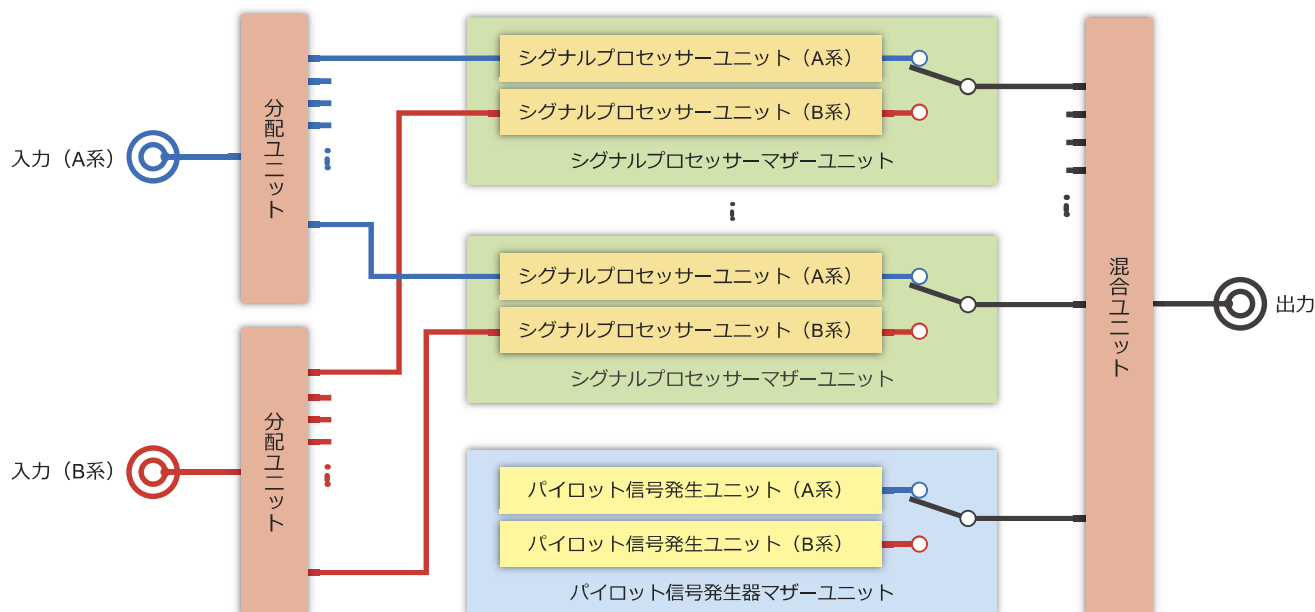 入力（A系）
分配ユニット
入力（B系）
分配ユニット
シグナルプロセッサーユニット（A系）
シグナルプロセッサーユニット（B系）
シグナルプロセッサーマザーユニット
シグナルプロセッサーユニット（A系）
シグナルプロセッサーユニット（B系）
シグナルプロセッサーマザーユニット
パイロット信号発生ユニット（A系）
パイロット信号発生ユニット（B系）
パイロット信号発生器マザーユニット
混合ユニット
出力